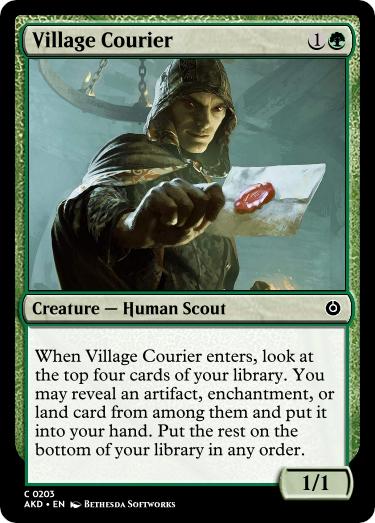 Village Courier 1
Creature — Human Scout
When Village Courier enters, look at
the top four cards of your library. You
may reveal an artifact, enchantment, or
land card from among them and put it
into your hand. Put the rest on the
bottom of your library in any order.
1/1
C 0203
AKD • EN Bethesda Softworks